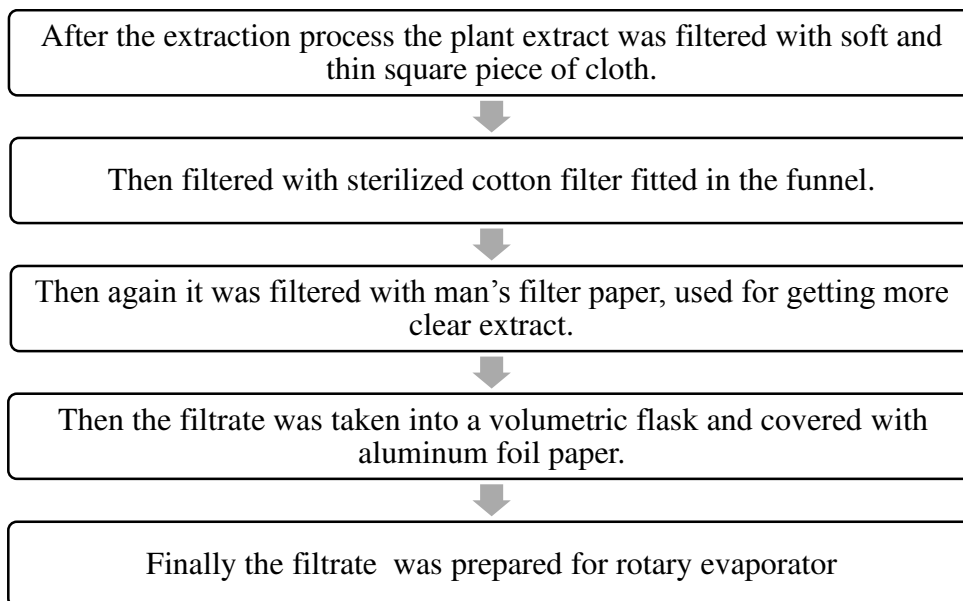 After the extraction process the plant extract was filtered with soft and
thin square piece of cloth.
Then filtered with sterilized cotton filter fitted in the funnel.
Then again it was filtered with man’s filter paper, used for getting more
clear extract.
Then the filtrate was taken into a volumetric flask and covered with
aluminum foil paper.
Finally the filtrate  was prepared for rotary evaporator